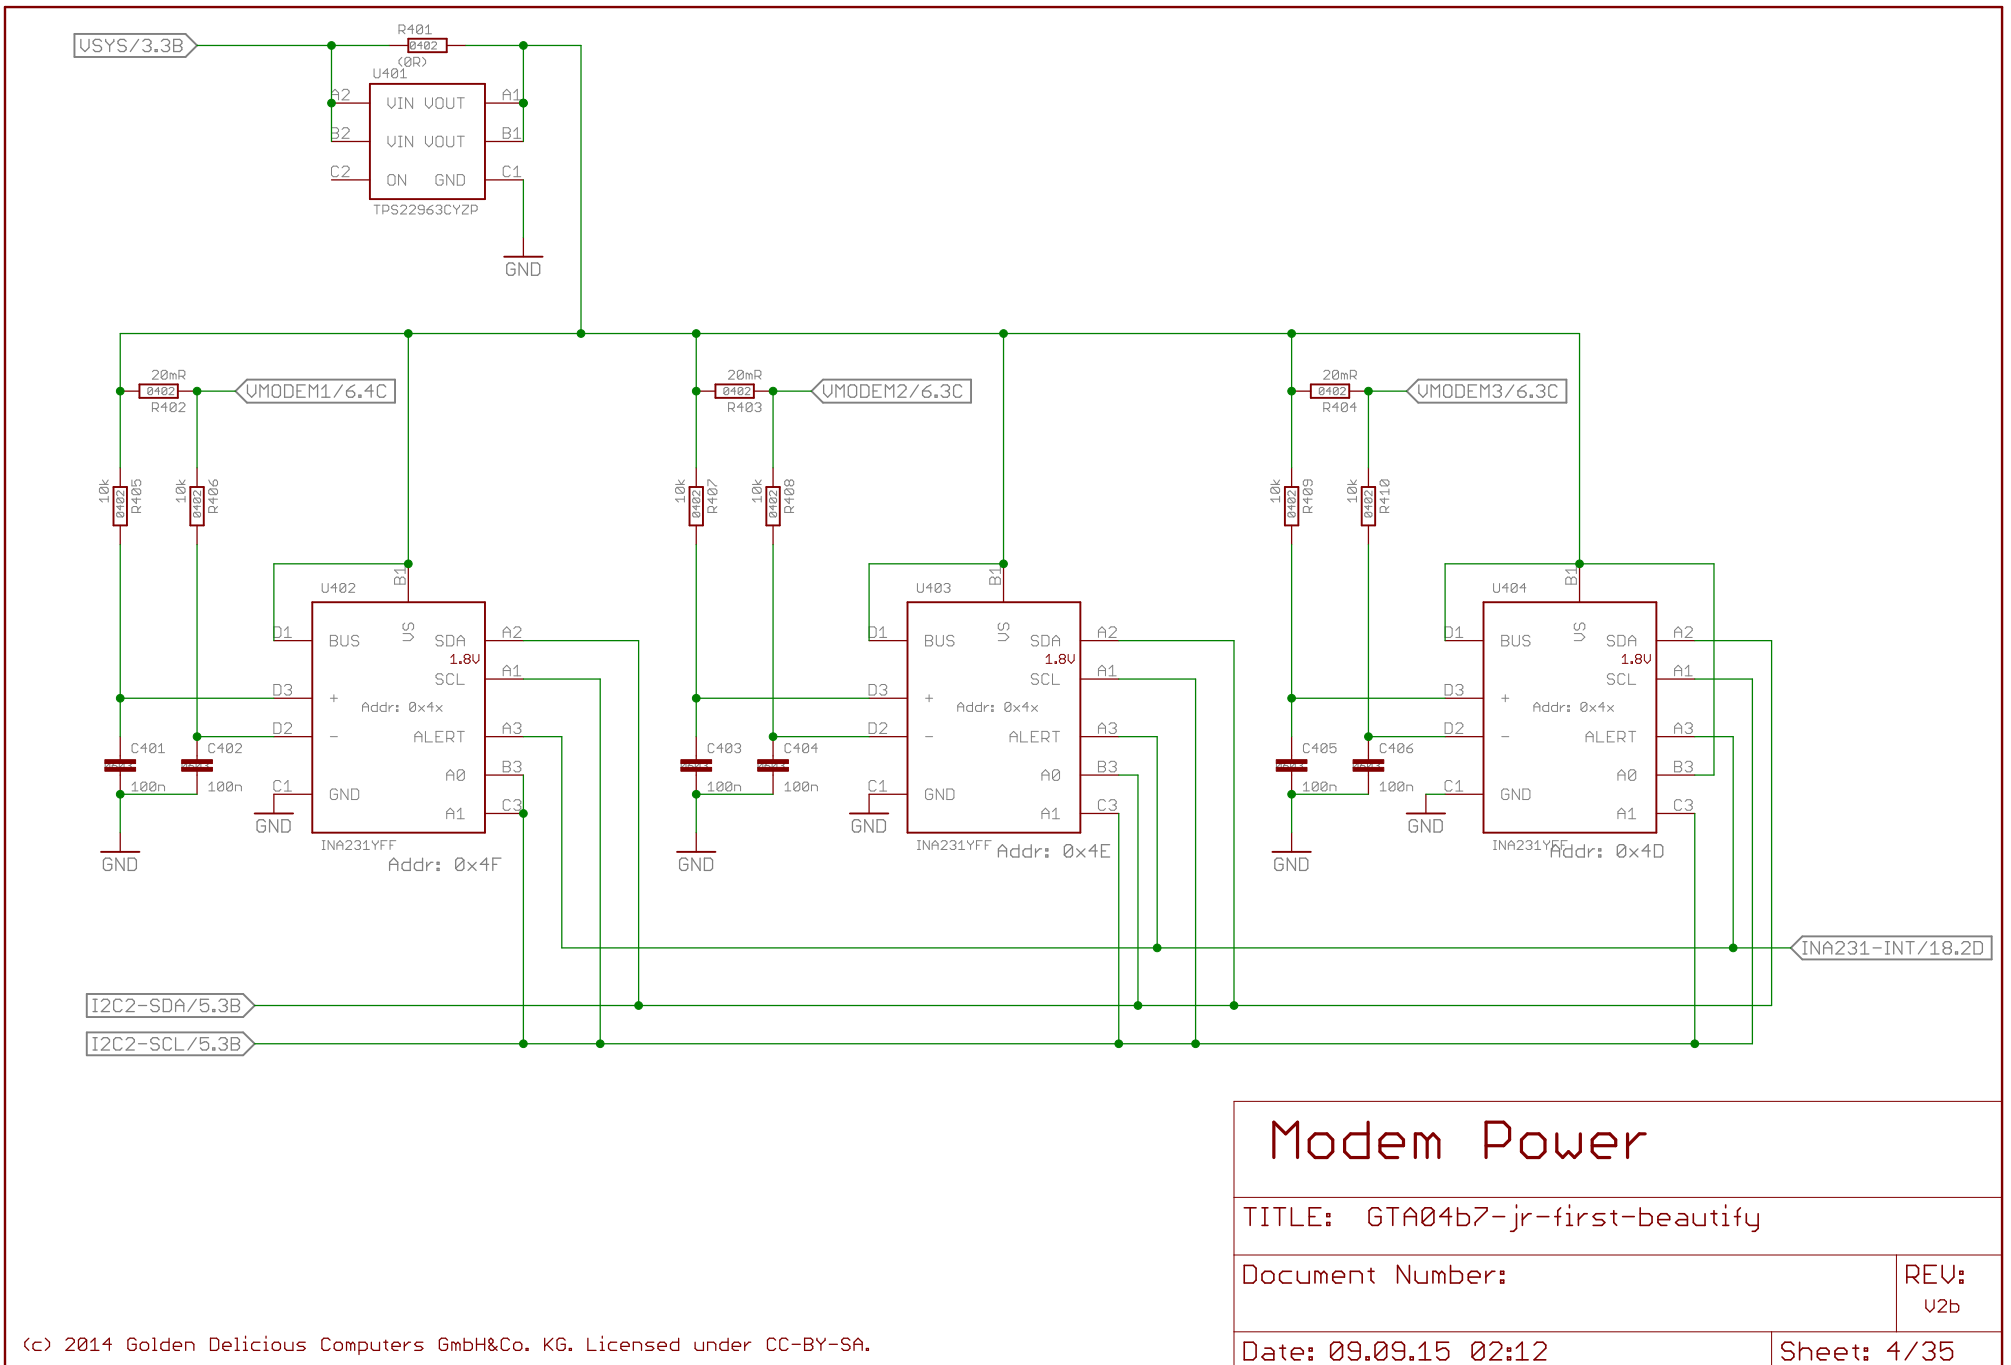 VSYS/3.3B
R401
0402
(0R)
U401
A2 VIN VOUT A1
B2 VIN VOUT B1
C2 ON GND C1
TPS22963CYZP
GND
20mR
0402
R402
VMODEM1/6.4C
20mR
0402
R403
VMODEM2/6.3C
20mR
0402
R404
VMODEM3/6.3C
10k
0402
R405
10k
0402
R406
10k
0402
R407
10k
0402
R408
10k
0402
R409
10k
0402
R410
U402
B1
VS
D1 BUS SDA A2
1.8V
SCL A1
D3 +
Addr: 0x4x
D2 - ALERT A3
A0 B3
C1 GND
A1 C3
GND
INA231YFF
Addr: 0x4F
C401
100n
C402
100n
GND
U403
B1
VS
D1 BUS SDA A2
1.8V
SCL A1
D3 +
Addr: 0x4x
D2 - ALERT A3
A0 B3
C1 GND
A1 C3
GND
INA231YFF
Addr: 0x4E
C403
100n
C404
100n
GND
U404
B1
VS
D1 BUS SDA A2
1.8V
SCL A1
D3 +
Addr: 0x4x
D2 - ALERT A3
A0 B3
C1 GND
A1 C3
GND
INA231YFF
Addr: 0x4D
C405
100n
C406
100n
GND
INA231-INT/18.2D
I2C2-SDA/5.3B
I2C2-SCL/5.3B
Modem Power
TITLE: GTA04b7-jr-first-beautify
Document Number:
REV:
V2b
Date: 09.09.15 02:12
Sheet: 4/35
(c) 2014 Golden Delicious Computers GmbH&Co. KG. Licensed under CC-BY-SA.